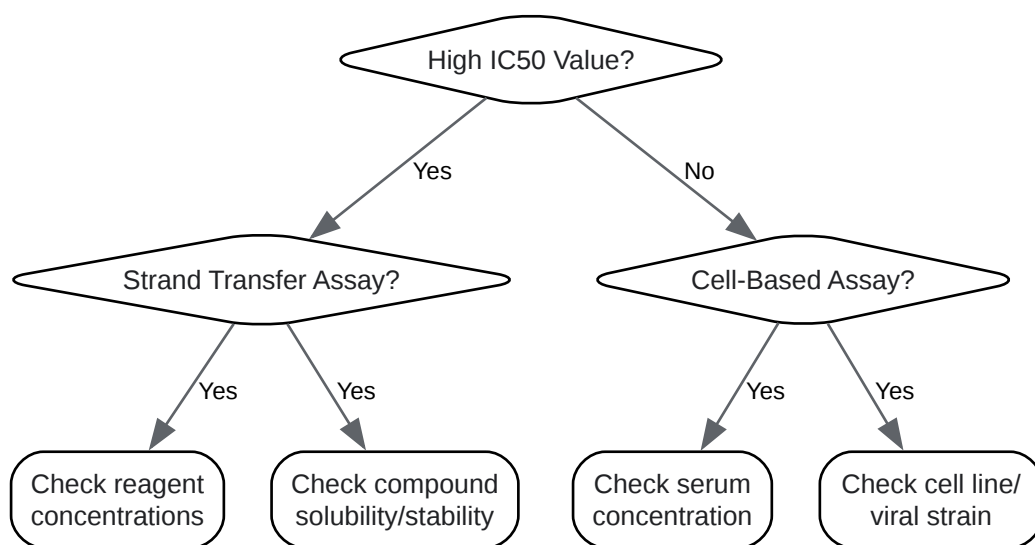 High IC50 Value?
Yes
No
Strand Transfer Assay?
Cell-Based Assay?
Yes
Yes
Yes
Yes
Check reagent
concentrations
Check compound
solubility/stability
Check serum
concentration
Check cell line/
viral strain